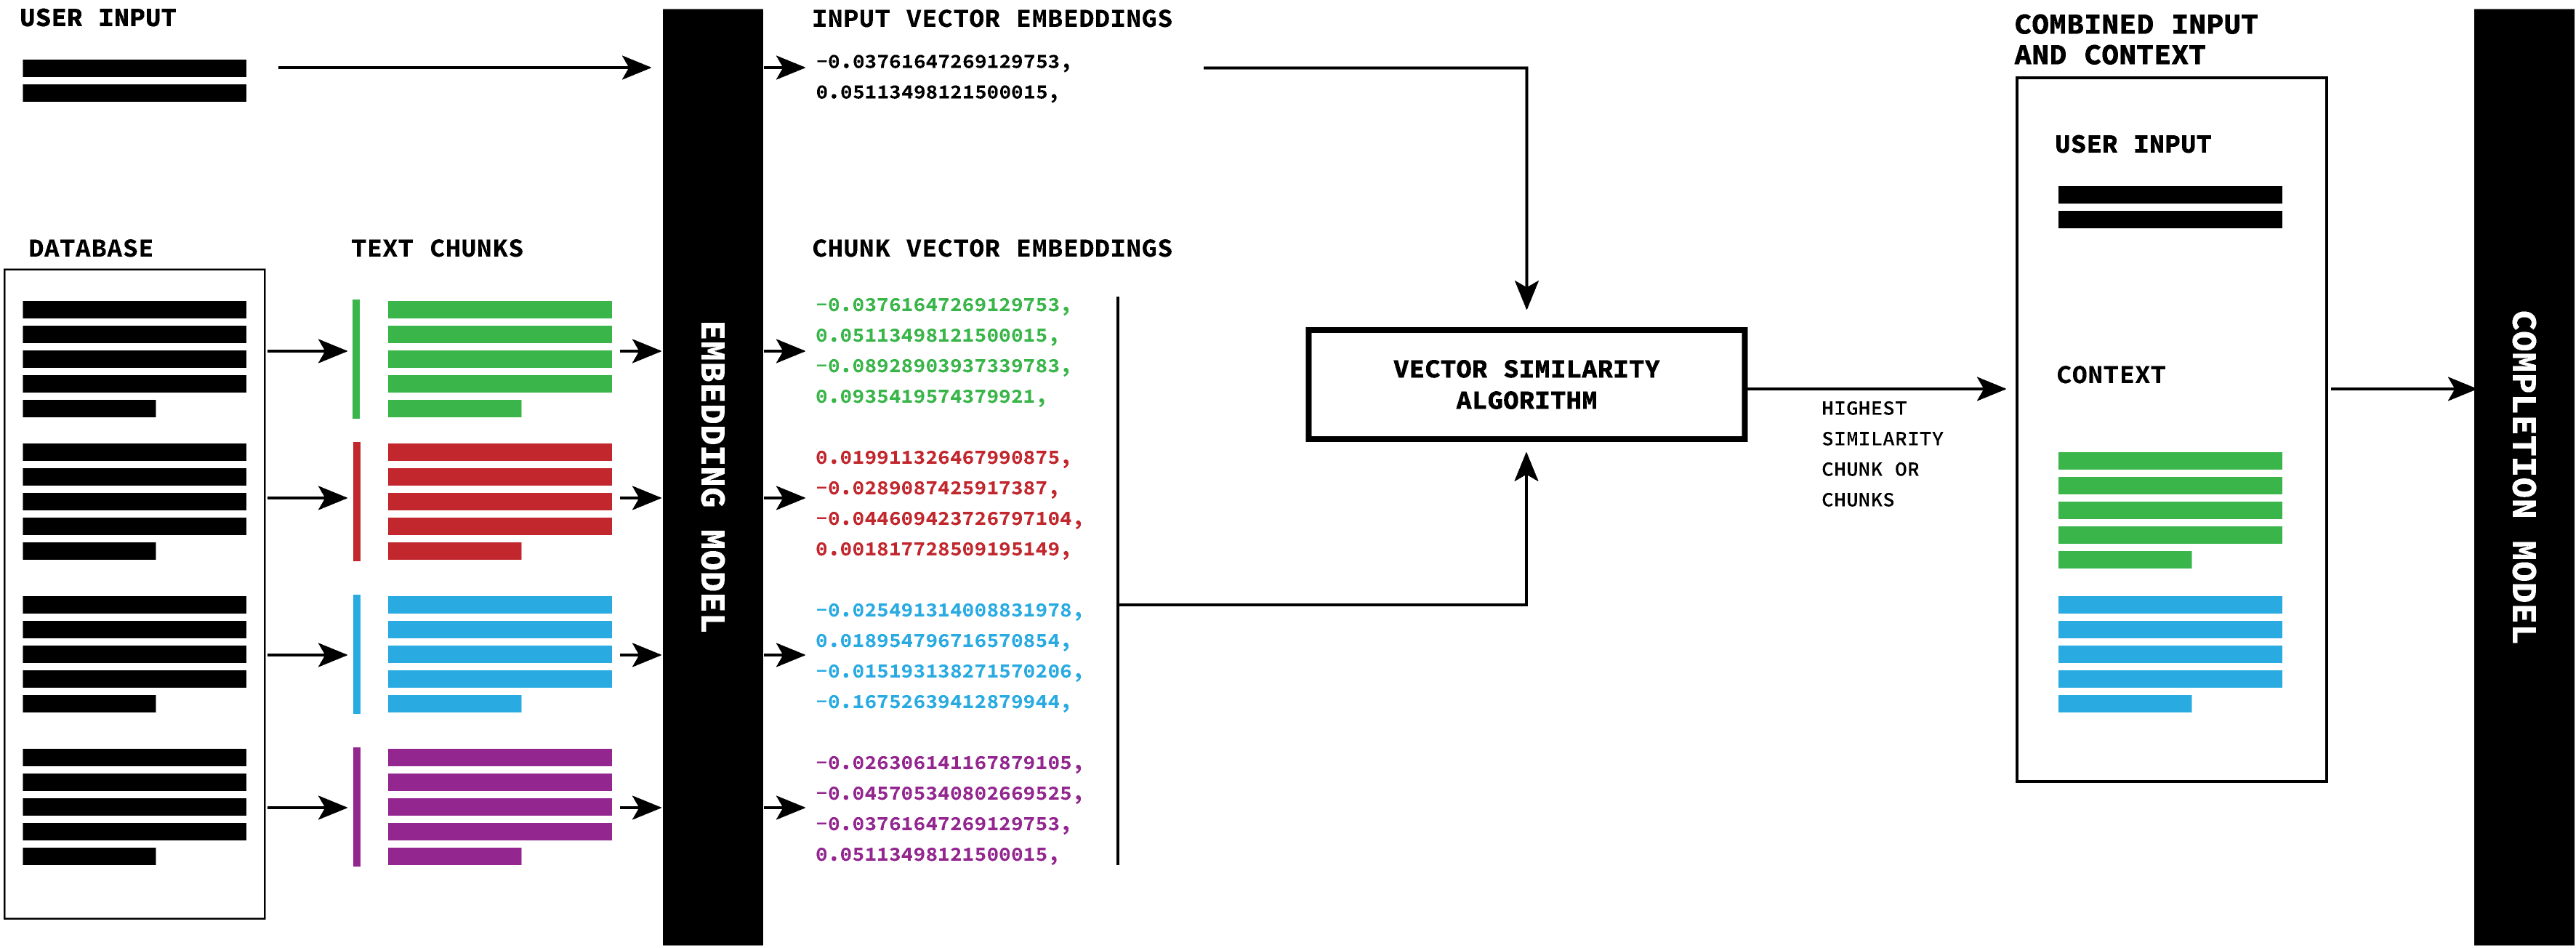 USER INPUT
DATABASE
TEXT CHUNKS
EMBEDDING MODEL
INPUT VECTOR EMBEDDINGS
-0.03761647269129753,
0.05113498121500015,
CHUNK VECTOR EMBEDDINGS
-0.03761647269129753,
0.05113498121500015,
-0.08928903937339783,
0.0935419574379921,
0.019911326467990875,
-0.0289087425917387,
-0.044609423726797104,
0.001817728509195149,
-0.025491314008831978,
0.018954796716570854,
-0.015193138271570206,
-0.16752639412879944,
-0.026306141167879105,
-0.045705340802669525,
-0.03761647269129753,
0.05113498121500015,
VECTOR SIMILARITY
ALGORITHM
HIGHEST
SIMILARITY
CHUNK OR
CHUNKS
COMBINED INPUT
AND CONTEXT
USER INPUT
CONTEXT
COMPLETION MODEL